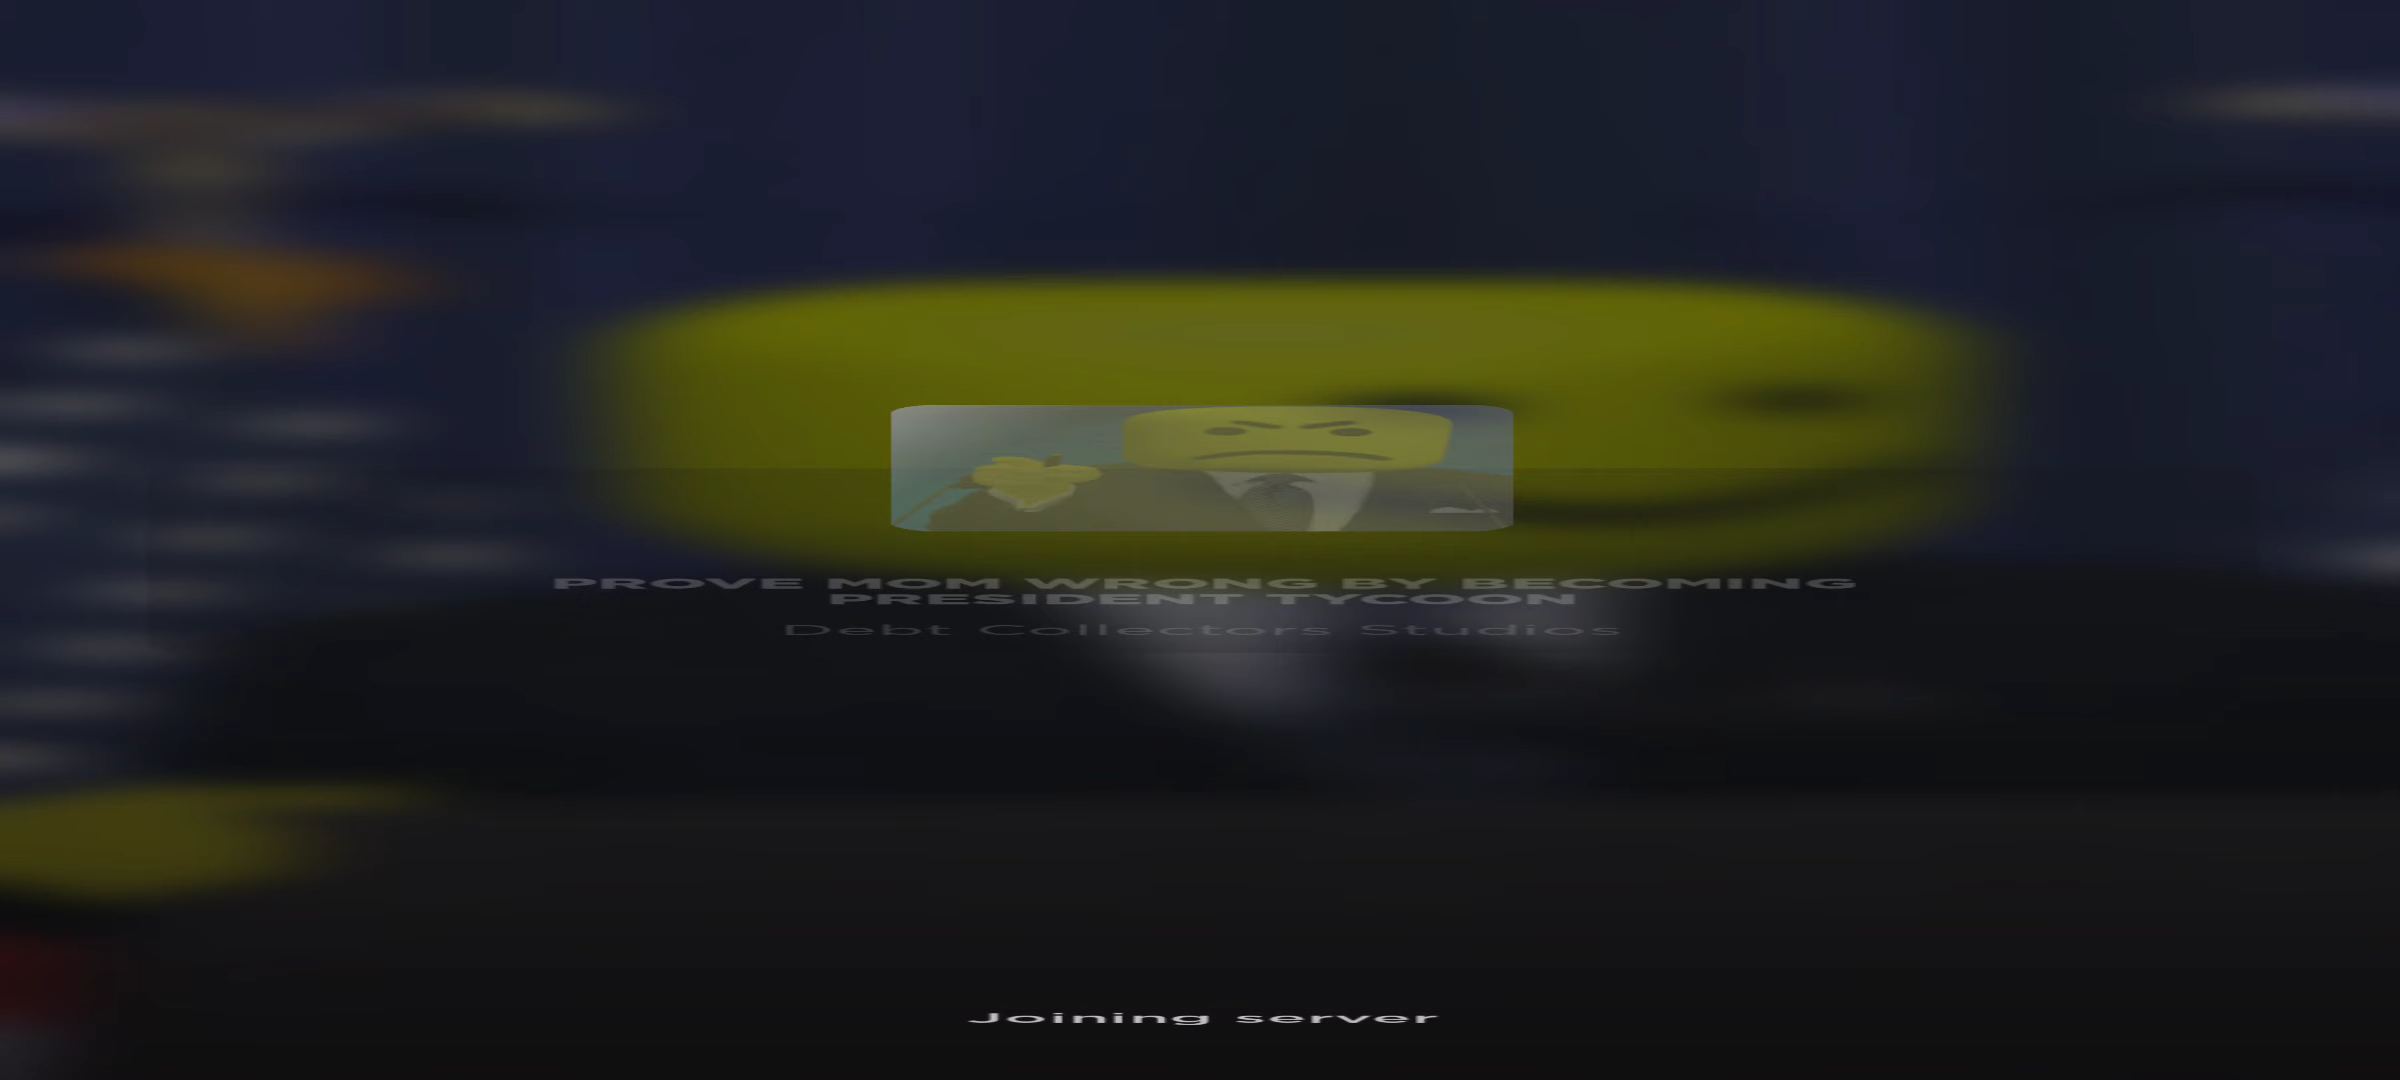 PROVE MOM WRONG BY BECOMING
PRESIDENT TYCOON
Debt Collectors Studios
Joining server